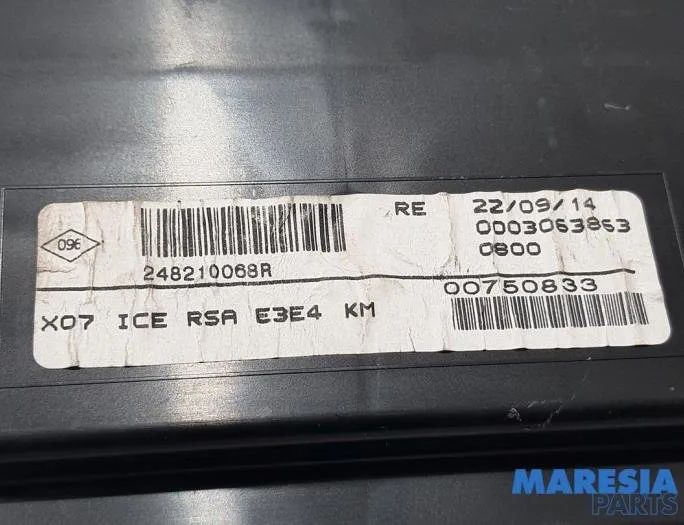 096
248210068R
RE 22/09/14
0003063863
0800
00750833
X07 ICE RSA E3E4 KM
MARESIA
PARTS